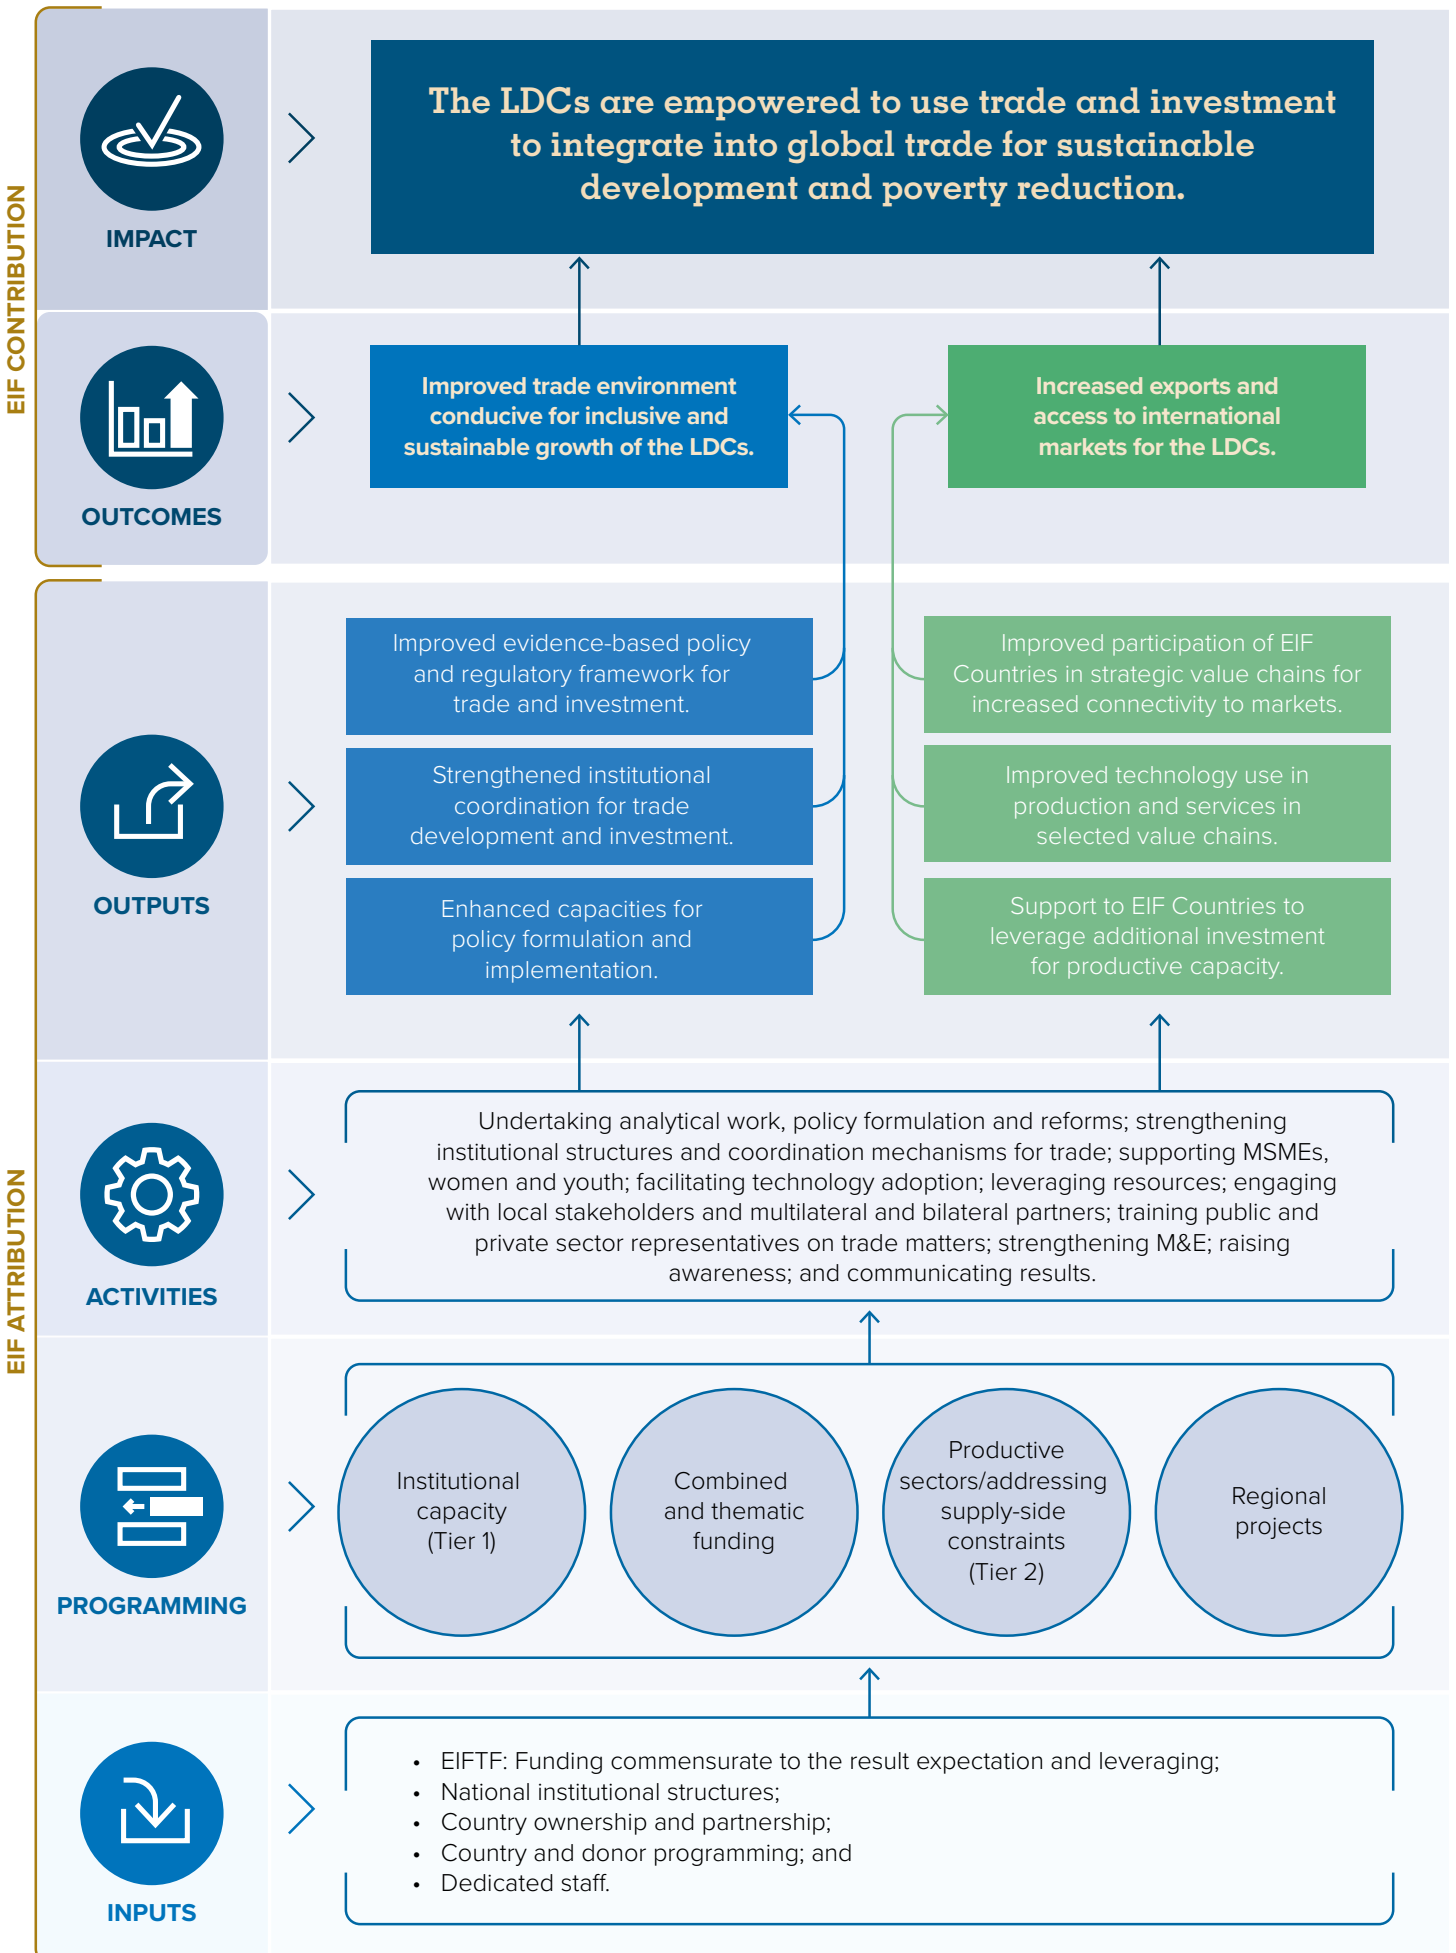 EIF CONTRIBUTION
IMPACT
The LDCs are empowered to use trade and investment
to integrate into global trade for sustainable
development and poverty reduction.
OUTCOMES
Improved trade environment
conducive for inclusive and
sustainable growth of the LDCs.
Increased exports and
access to international
markets for the LDCs.
EIF ATTRIBUTION
OUTPUTS
Improved evidence-based policy
and regulatory framework for
trade and investment.
Strengthened institutional
coordination for trade
development and investment.
Enhanced capacities for
policy formulation and
implementation.
Improved participation of EIF
Countries in strategic value chains for
increased connectivity to markets.
Improved technology use in
production and services in
selected value chains.
Support to EIF Countries to
leverage additional investment
for productive capacity.
ACTIVITIES
Undertaking analytical work, policy formulation and reforms; strengthening
institutional structures and coordination mechanisms for trade; supporting MSMEs,
women and youth; facilitating technology adoption; leveraging resources; engaging
with local stakeholders and multilateral and bilateral partners; training public and
private sector representatives on trade matters; strengthening M&E; raising
awareness; and communicating results.
PROGRAMMING
Institutional
capacity
(Tier 1)
Combined
and thematic
funding
Productive
sectors/addressing
supply-side
constraints
(Tier 2)
Regional
projects
INPUTS
• EIFTF: Funding commensurate to the result expectation and leveraging;
• National institutional structures;
• Country ownership and partnership;
• Country and donor programming; and
• Dedicated staff.